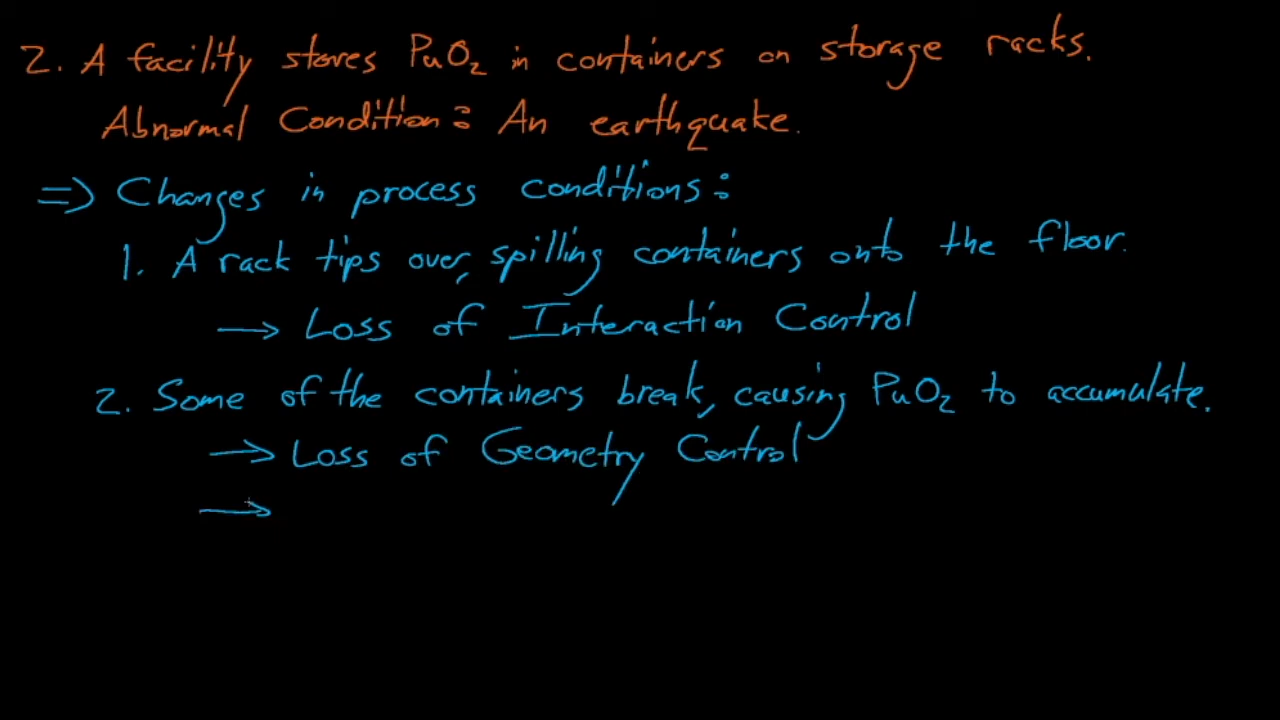 2. A facility stores PuO₂ in containers on storage racks.
Abnormal Condition: An earthquake.
⇒ Changes in process conditions:
1. A rack tips over, spilling containers onto the floor.
→ Loss of Interaction Control
2. Some of the containers break, causing PuO₂ to accumulate.
→ Loss of Geometry Control
→